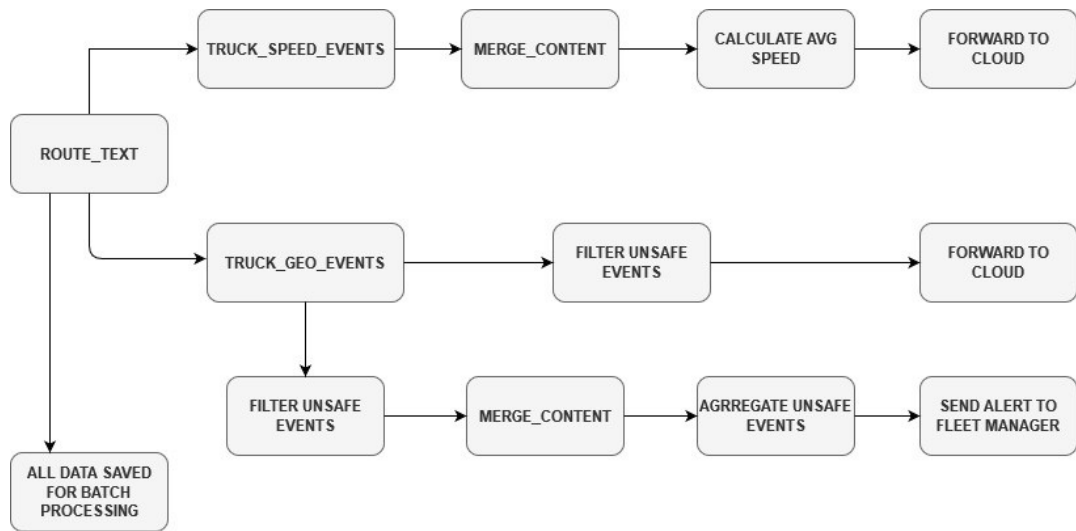 TRUCK_SPEED_EVENTS
MERGE_CONTENT
CALCULATE AVG
SPEED
FORWARD TO
CLOUD
ROUTE_TEXT
TRUCK_GEO_EVENTS
FILTER UNSAFE
EVENTS
FORWARD TO
CLOUD
FILTER UNSAFE
EVENTS
MERGE_CONTENT
AGRREGATE UNSAFE
EVENTS
SEND ALERT TO
FLEET MANAGER
ALL DATA SAVED
FOR BATCH
PROCESSING